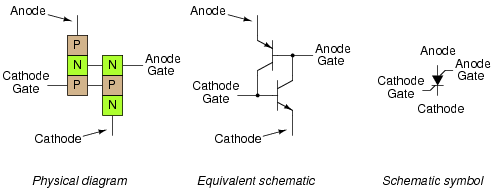 Anode
P
N
N
Anode
Gate
Cathode
Gate
P
P
N
Cathode
Physical diagram
Anode
Anode
Gate
Cathode
Gate
Cathode
Equivalent schematic
Anode
Anode
Gate
Cathode
Gate
Cathode
Schematic symbol